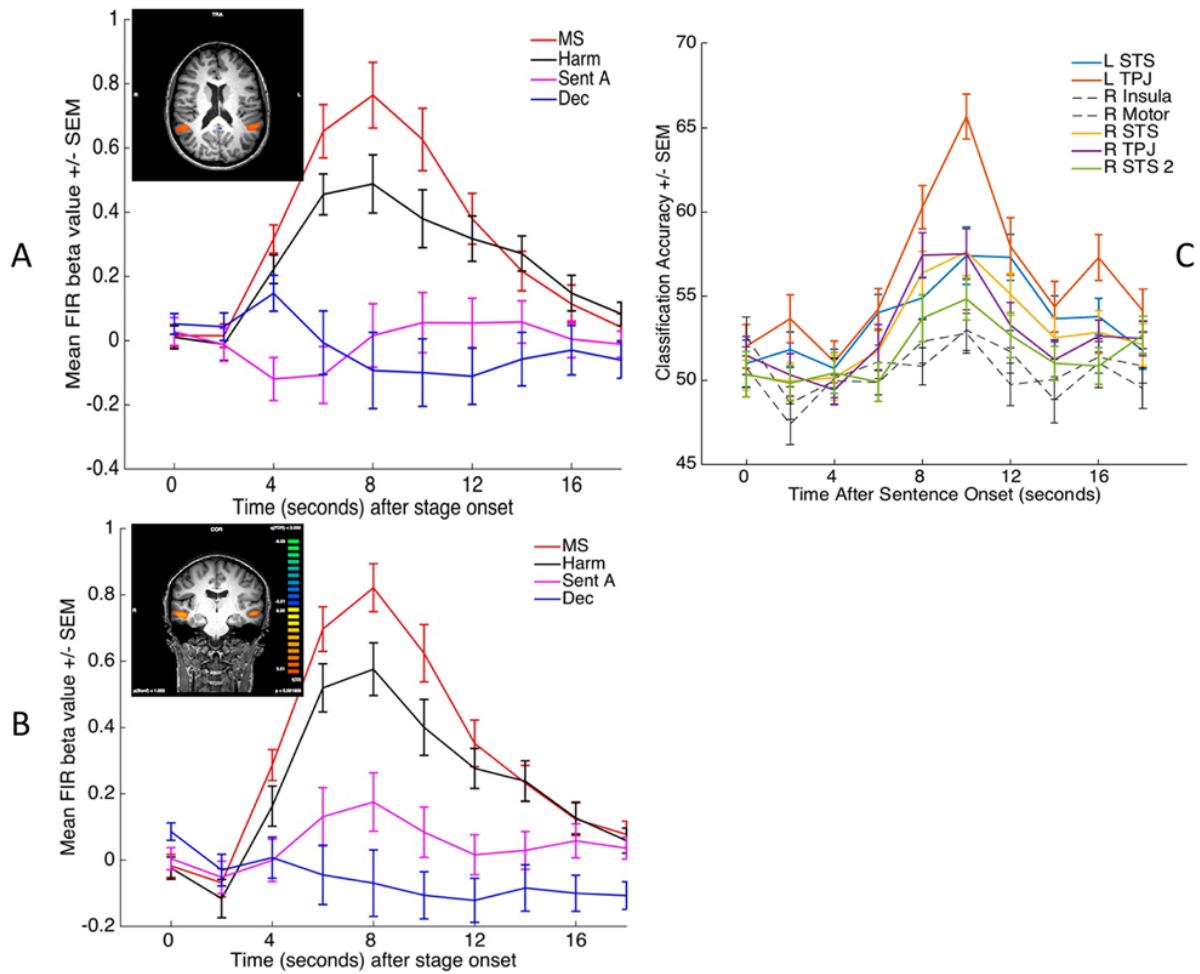 A
TRA
R
L
MS
Harm
Sent A
Dec
Mean FIR beta value +/- SEM
1
0.8
0.6
0.4
0.2
0
-0.2
-0.4
0
4
8
12
16
Time (seconds) after stage onset
B
COR
R
MS
Harm
Sent A
Dec
Mean FIR beta value +/- SEM
1
0.8
0.6
0.4
0.2
0
-0.2
0
4
8
12
16
Time (seconds) after stage onset
C
L STS
L TPJ
R Insula
R Motor
R STS
R TPJ
R STS 2
Classification Accuracy +/- SEM
70
65
60
55
50
45
0
4
8
12
16
Time After Sentence Onset (seconds)